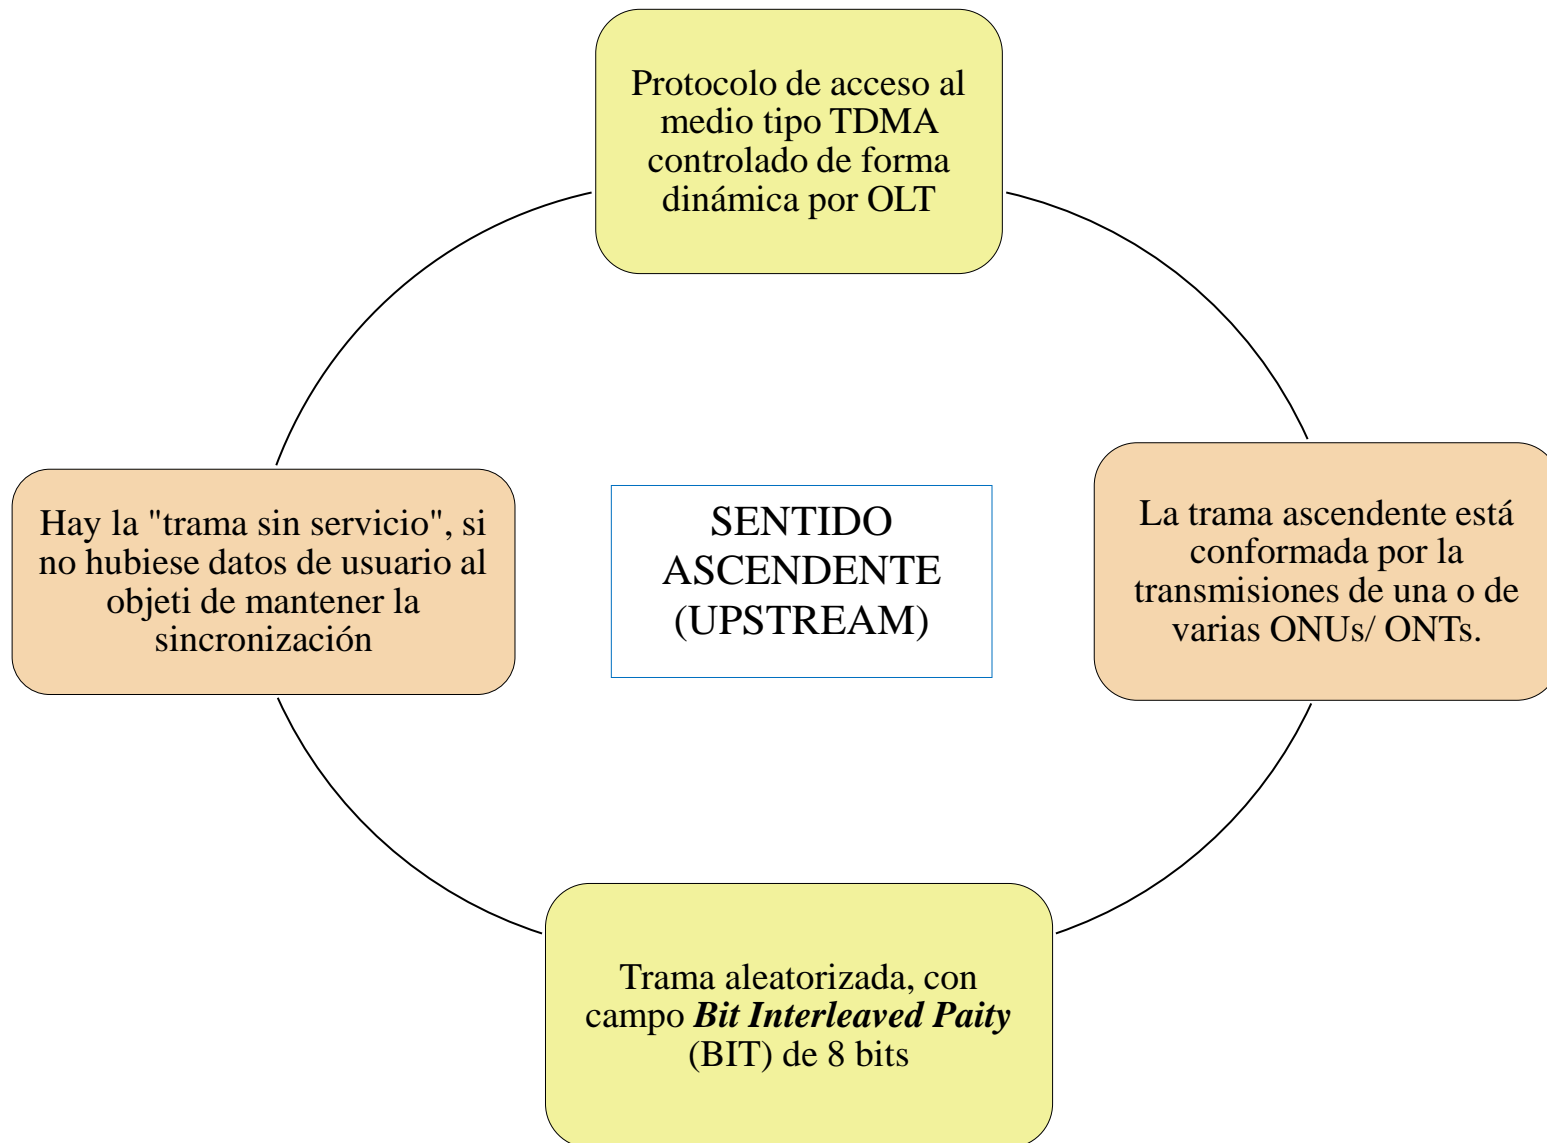 Protocolo de acceso al
medio tipo TDMA
controlado de forma
dinámica por OLT
Hay la "trama sin servicio", si
no hubiese datos de usuario al
objeti de mantener la
sincronización
SENTIDO
ASCENDENTE
(UPSTREAM)
La trama ascendente está
conformada por la
transmisiones de una o de
varias ONUs/ ONTs.
Trama aleatorizada, con
campo Bit Interleaved Paity
(BIT) de 8 bits